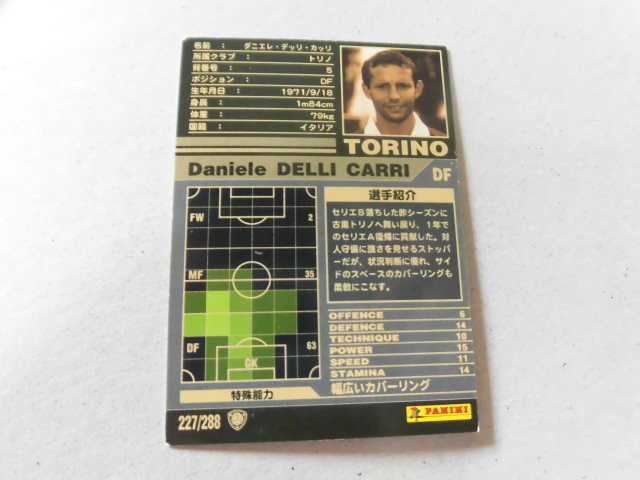 名前 : ダニエレ・デッリ・カッリ
所属クラブ : トリノ
背番号 : 5
ポジション : DF
生年月日 : 1971/9/18
身長 : 1m84cm
体重 : 79kg
国籍 : イタリア
TORINO
Daniele DELLI CARRI DF
FW 2
MF 35
DF 63
GK
選手紹介
セリエB落ちした昨シーズンに
古巣トリノへ舞い戻り、1年で
のセリエA復帰に貢献した。対
人守備に強さを見せるストッパ
ーだが、状況判断に優れ、サイ
ドのスペースのカバーリングも
柔軟にこなす。
OFFENCE 6
DEFENCE 14
TECHNIQUE 10
POWER 15
SPEED 11
STAMINA 14
特殊能力 幅広いカバーリング
227/288
PANINI